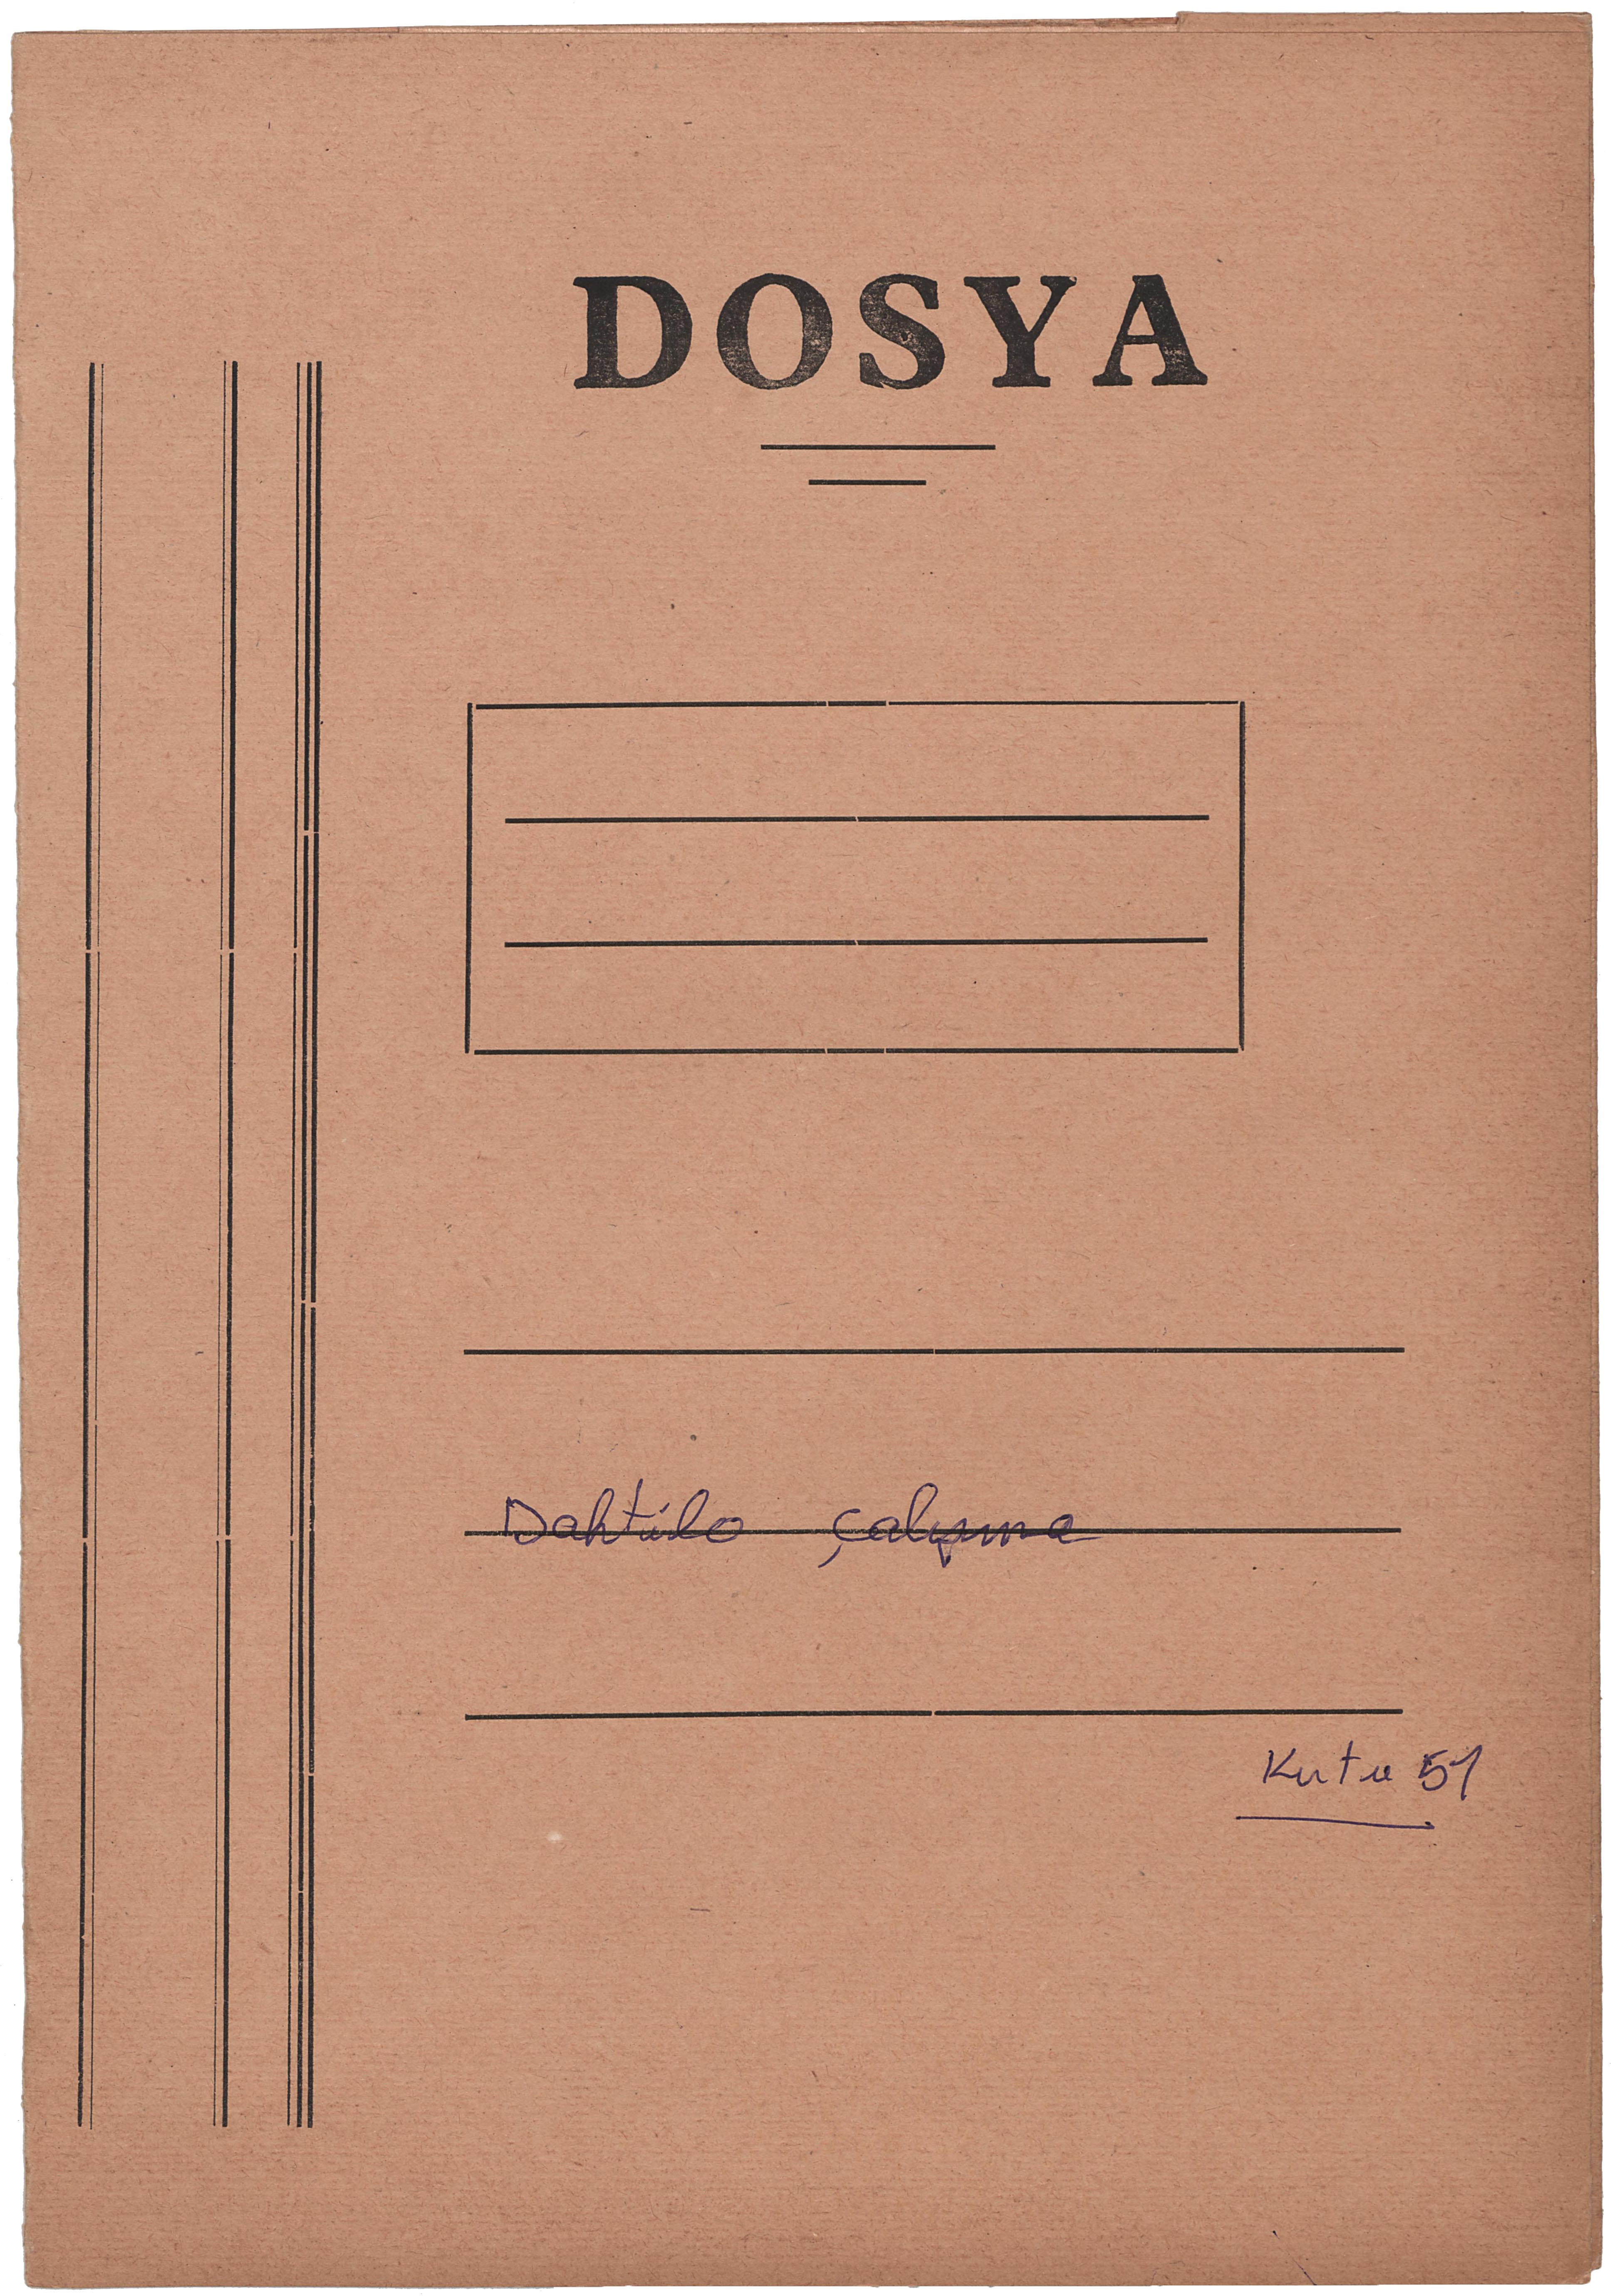 DOSYA
Daktilo çalışma
Kutu 51